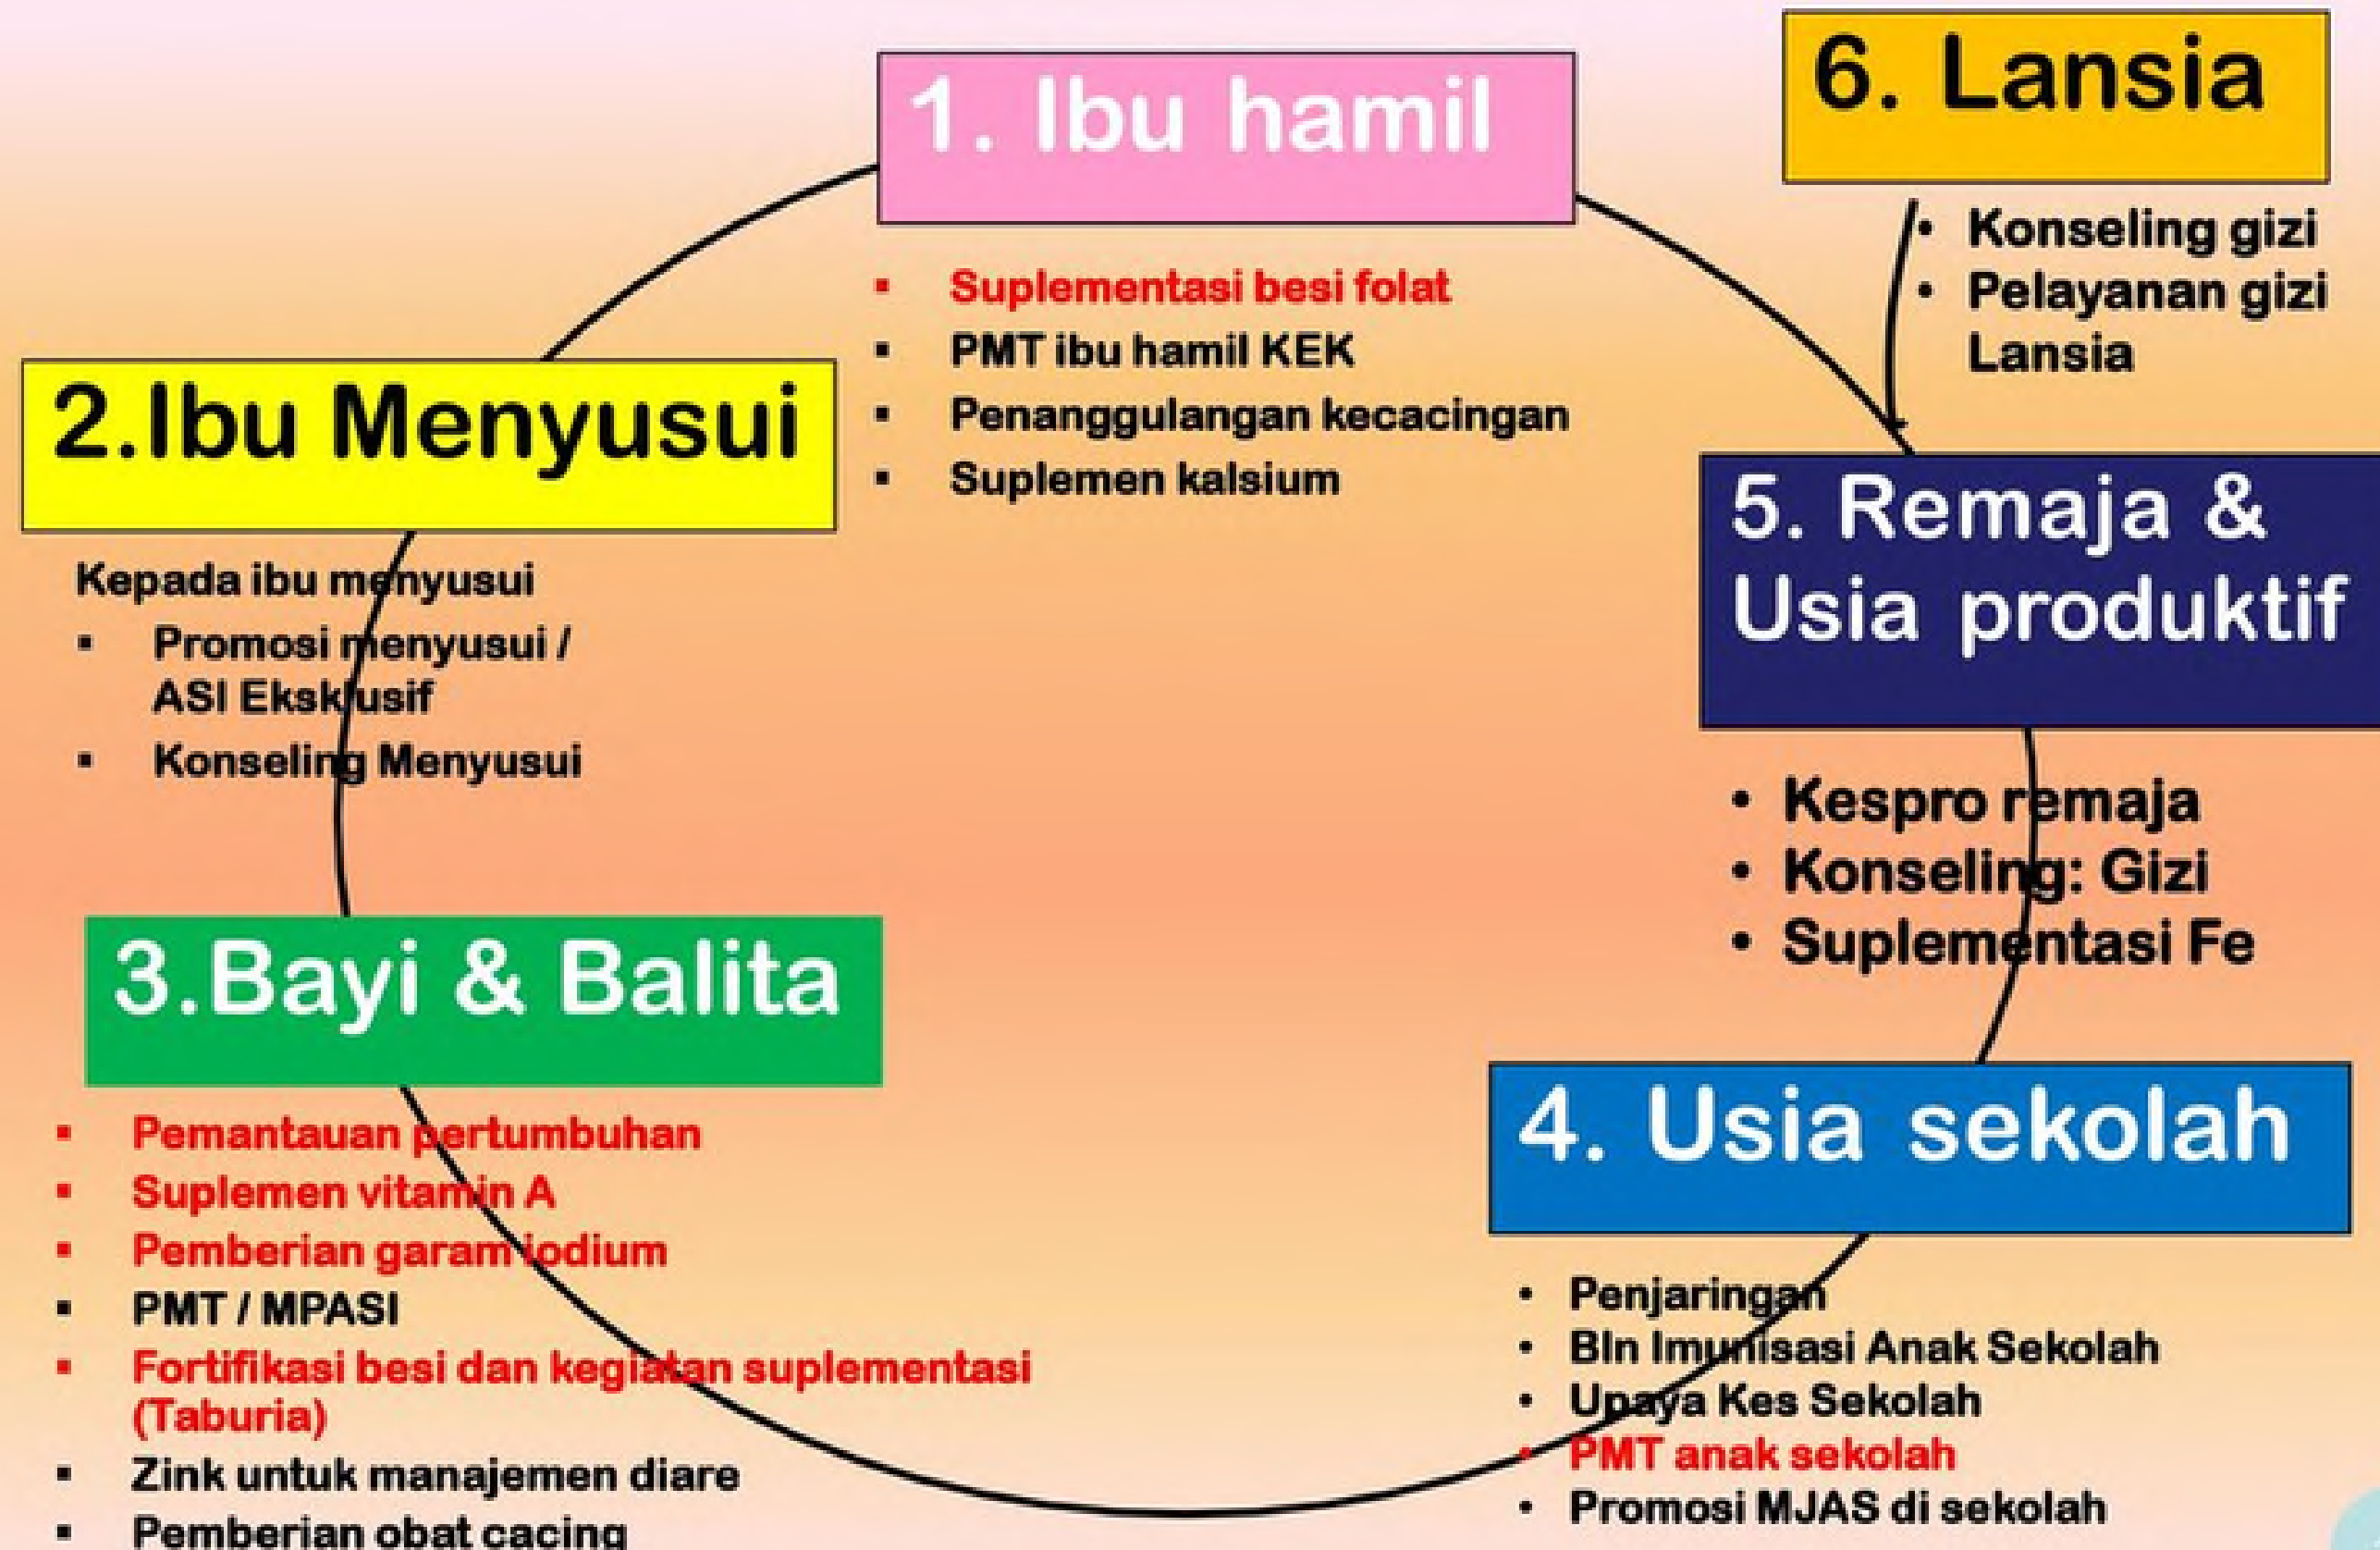 1. Ibu hamil
▪ Suplementasi besi folat
▪ PMT ibu hamil KEK
▪ Penanggulangan kecacingan
▪ Suplemen kalsium
2.Ibu Menyusui
Kepada ibu menyusui
▪ Promosi menyusui /
ASI Eksklusif
▪ Konseling Menyusui
3.Bayi & Balita
▪ Pemantauan pertumbuhan
▪ Suplemen vitamin A
▪ Pemberian garam iodium
▪ PMT / MPASI
▪ Fortifikasi besi dan kegiatan suplementasi
(Taburia)
▪ Zink untuk manajemen diare
▪ Pemberian obat cacing
4. Usia sekolah
• Penjaringan
• Bln Imunisasi Anak Sekolah
• Upaya Kes Sekolah
• PMT anak sekolah
• Promosi MJAS di sekolah
5. Remaja &
Usia produktif
• Kespro remaja
• Konseling: Gizi
• Suplementasi Fe
6. Lansia
• Konseling gizi
• Pelayanan gizi
Lansia